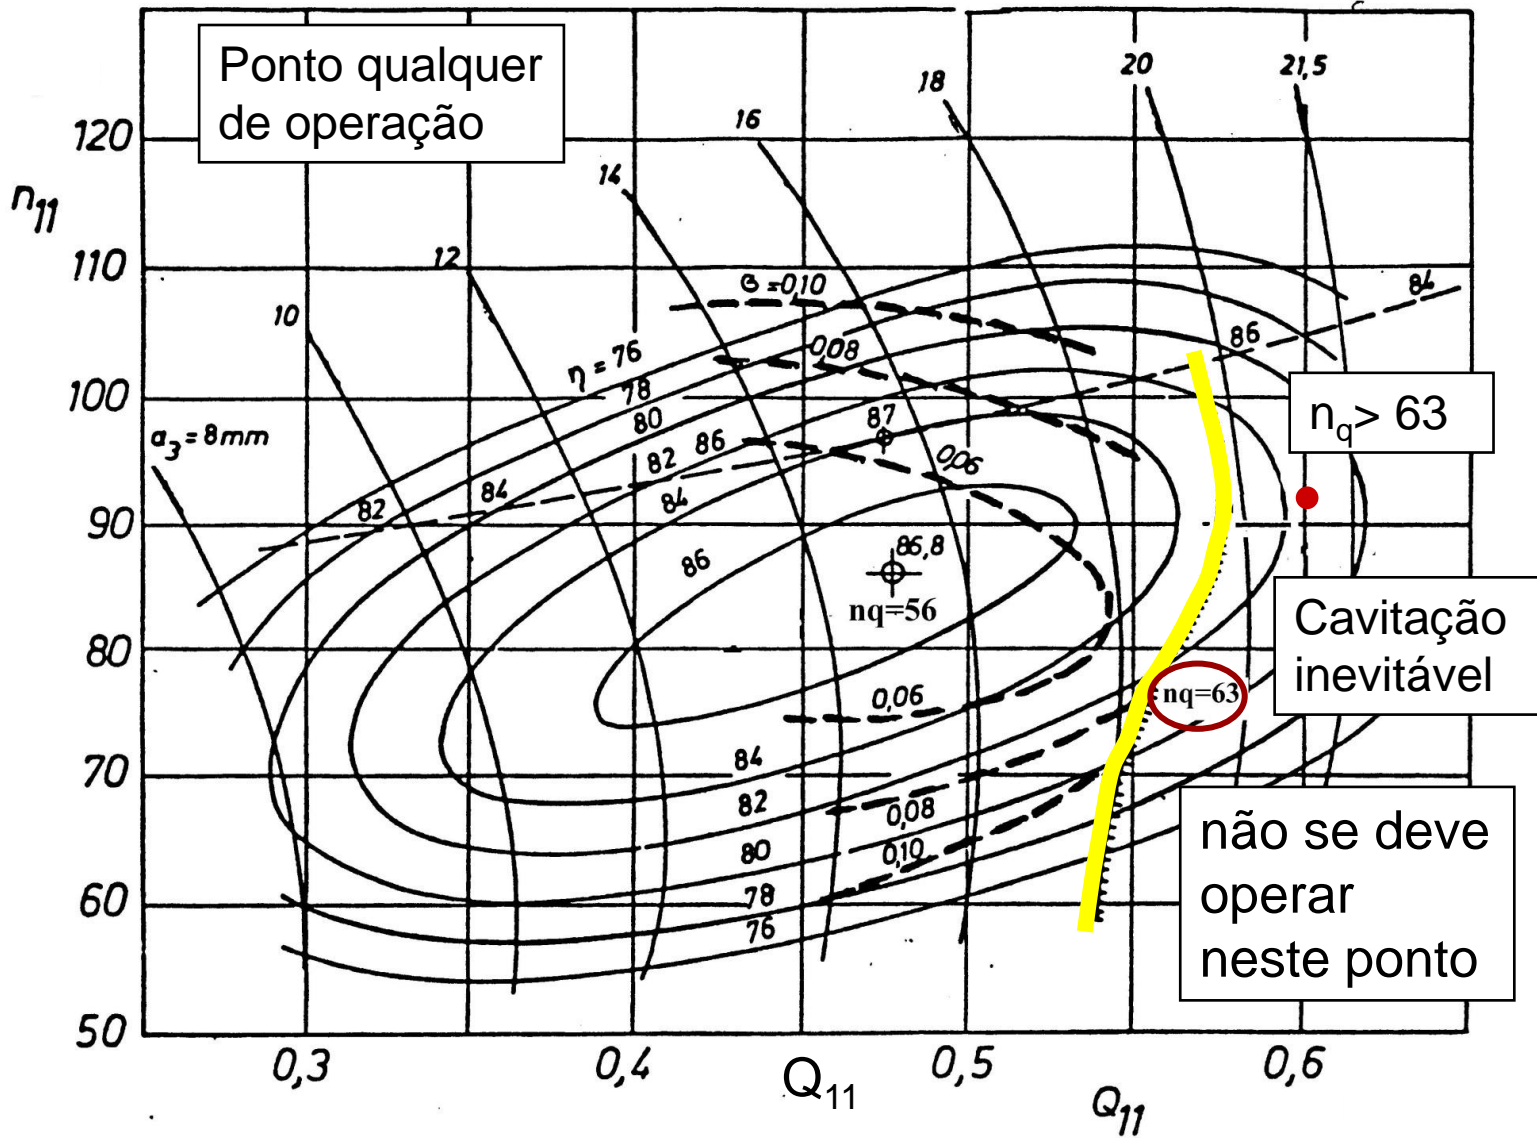 20
21,5
Ponto qualquer
de operação
18
16
120
14
n11
12
110
σ = 0,10
84
10
86
0,08
η = 76
78
100
80
87
nq> 63
a3 = 8mm
86
82
0,06
84
82
84
90
86,8
86
nq=56
Cavitação
inevitável
80
nq=63
0,06
84
70
82
0,08
não se deve
operar
neste ponto
80
0,10
78
60
76
50
0,3
0,4
Q11
0,5
0,6
Q11